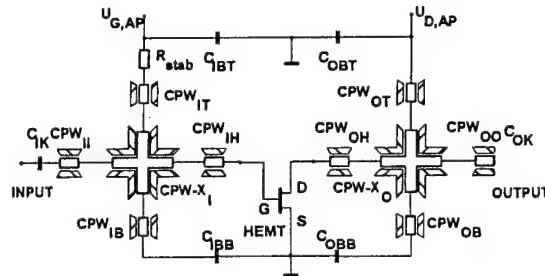 U_G,AP
U_D,AP
R_stab
C_IBT
C_OBT
CPW_IT
CPW_OT
C_IK CPW_II
CPW_IH
CPW_OH
CPW_OO C_OK
INPUT
CPW-X_I
G
D
S
HEMT
CPW-X_O
OUTPUT
CPW_IB
C_IBB
C_OBB
CPW_OB